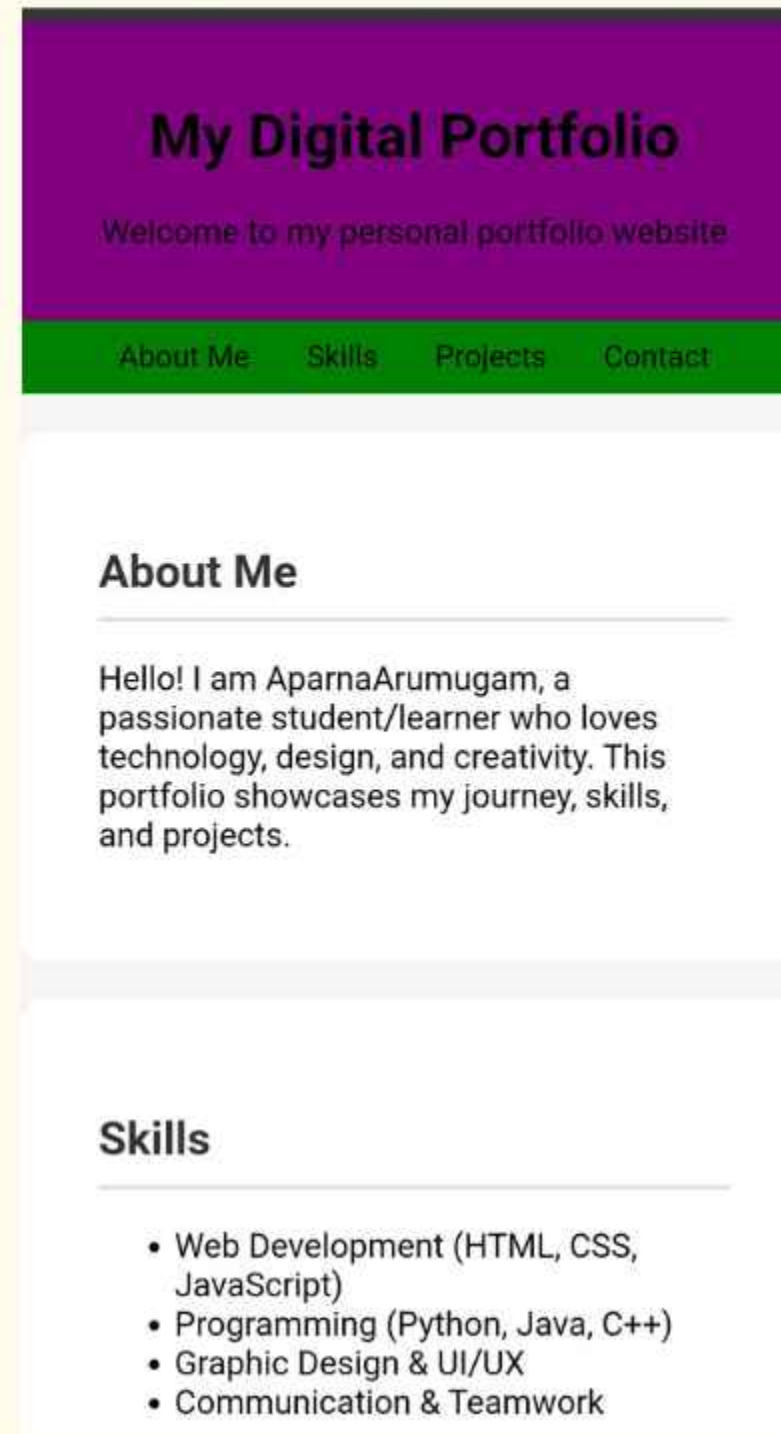 My Digital Portfolio
Welcome to my personal portfolio website
About Me Skills Projects Contact
About Me
Hello! I am AparnaArumugam, a
passionate student/learner who loves
technology, design, and creativity. This
portfolio showcases my journey, skills,
and projects.
Skills
• Web Development (HTML, CSS,
JavaScript)
• Programming (Python, Java, C++)
• Graphic Design & UI/UX
• Communication & Teamwork